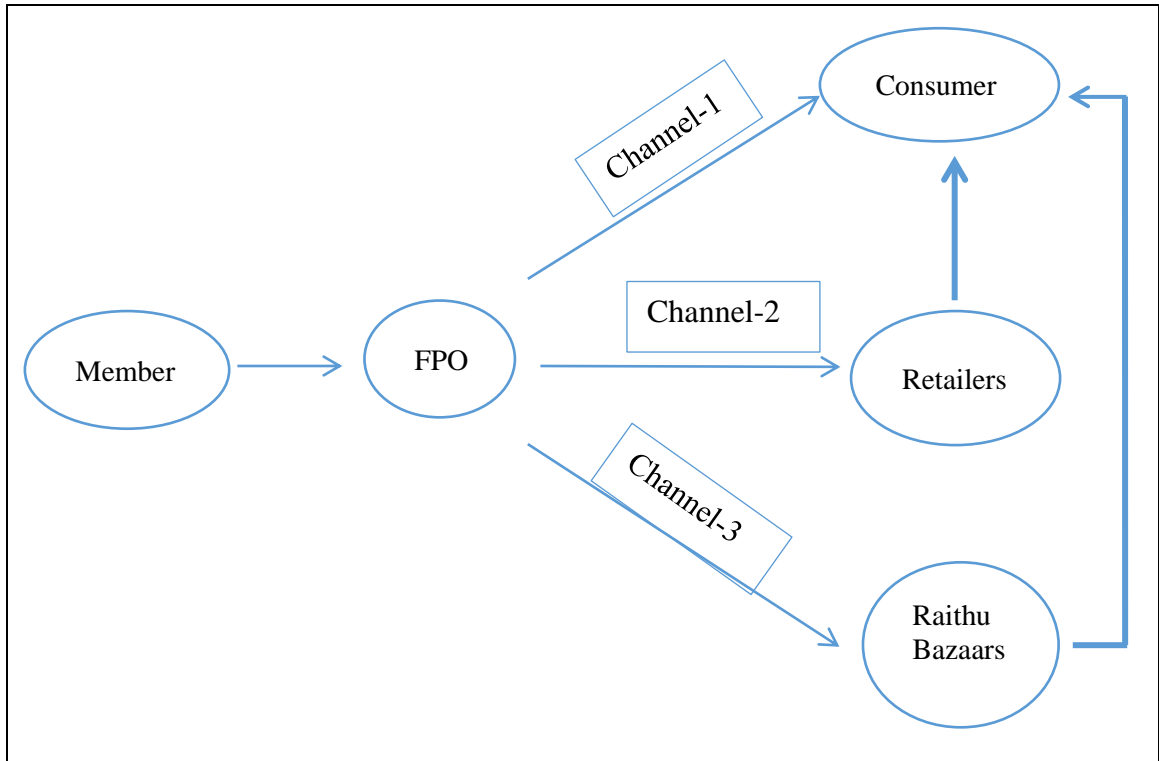 Consumer
Channel-1
Channel-2
Member
FPO
Retailers
Channel-3
Raithu
Bazaars